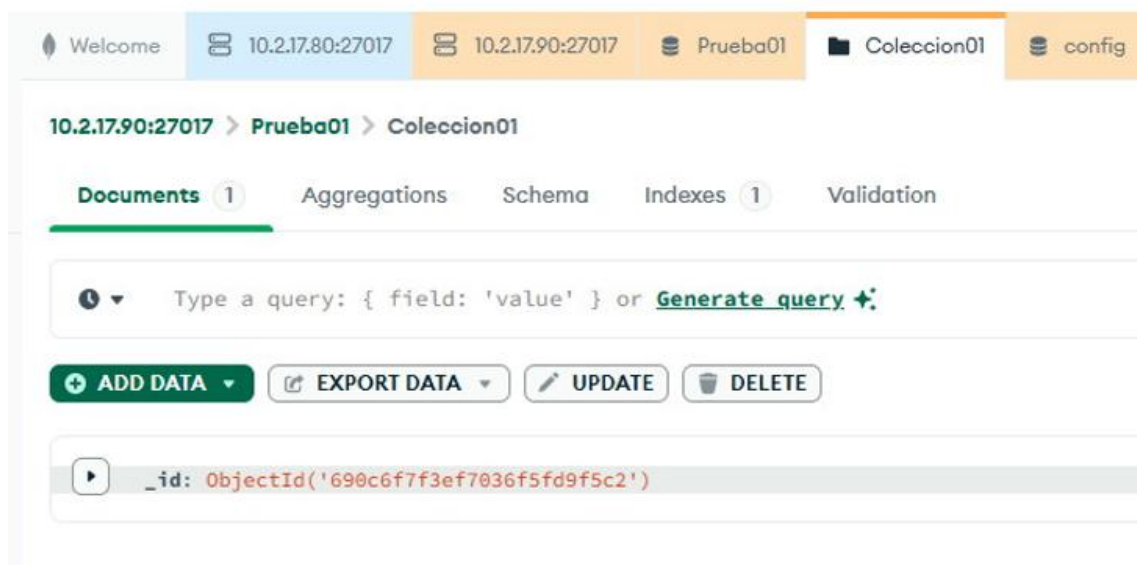 Welcome 10.2.17.80:27017 10.2.17.90:27017 Prueba01 Coleccion01 config
10.2.17.90:27017 > Prueba01 > Coleccion01
Documents 1 Aggregations Schema Indexes 1 Validation
Type a query: { field: 'value' } or Generate query
ADD DATA EXPORT DATA UPDATE DELETE
_id: ObjectId('690c6f7f3ef7036f5fd9f5c2')